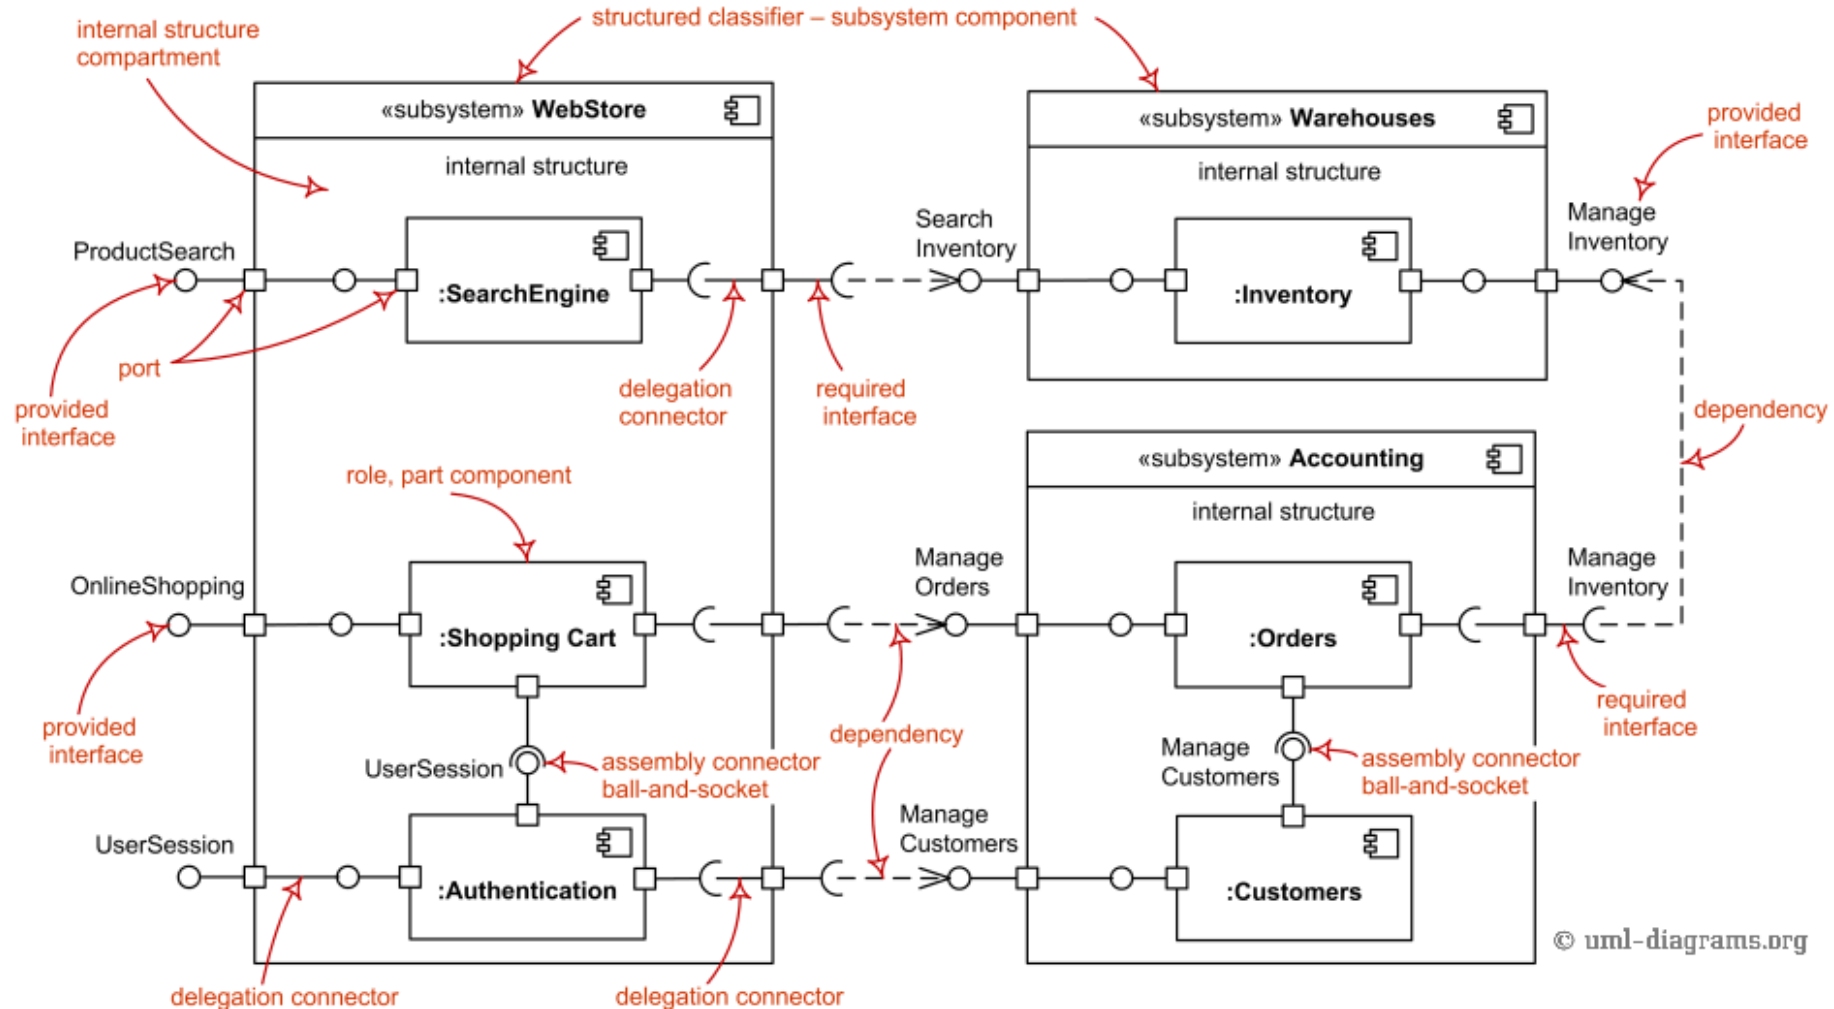 structured classifier – subsystem component
internal structure
compartment
«subsystem» WebStore
internal structure
«subsystem» Warehouses
internal structure
provided
interface
ProductSearch
:SearchEngine
Search
Inventory
:Inventory
Manage
Inventory
port
provided
interface
delegation
connector
required
interface
dependency
role, part component
«subsystem» Accounting
internal structure
OnlineShopping
:Shopping Cart
Manage
Orders
:Orders
Manage
Inventory
provided
interface
UserSession
assembly connector
ball-and-socket
dependency
Manage
Customers
assembly connector
ball-and-socket
required
interface
UserSession
:Authentication
Manage
Customers
:Customers
delegation connector
delegation connector
© uml-diagrams.org